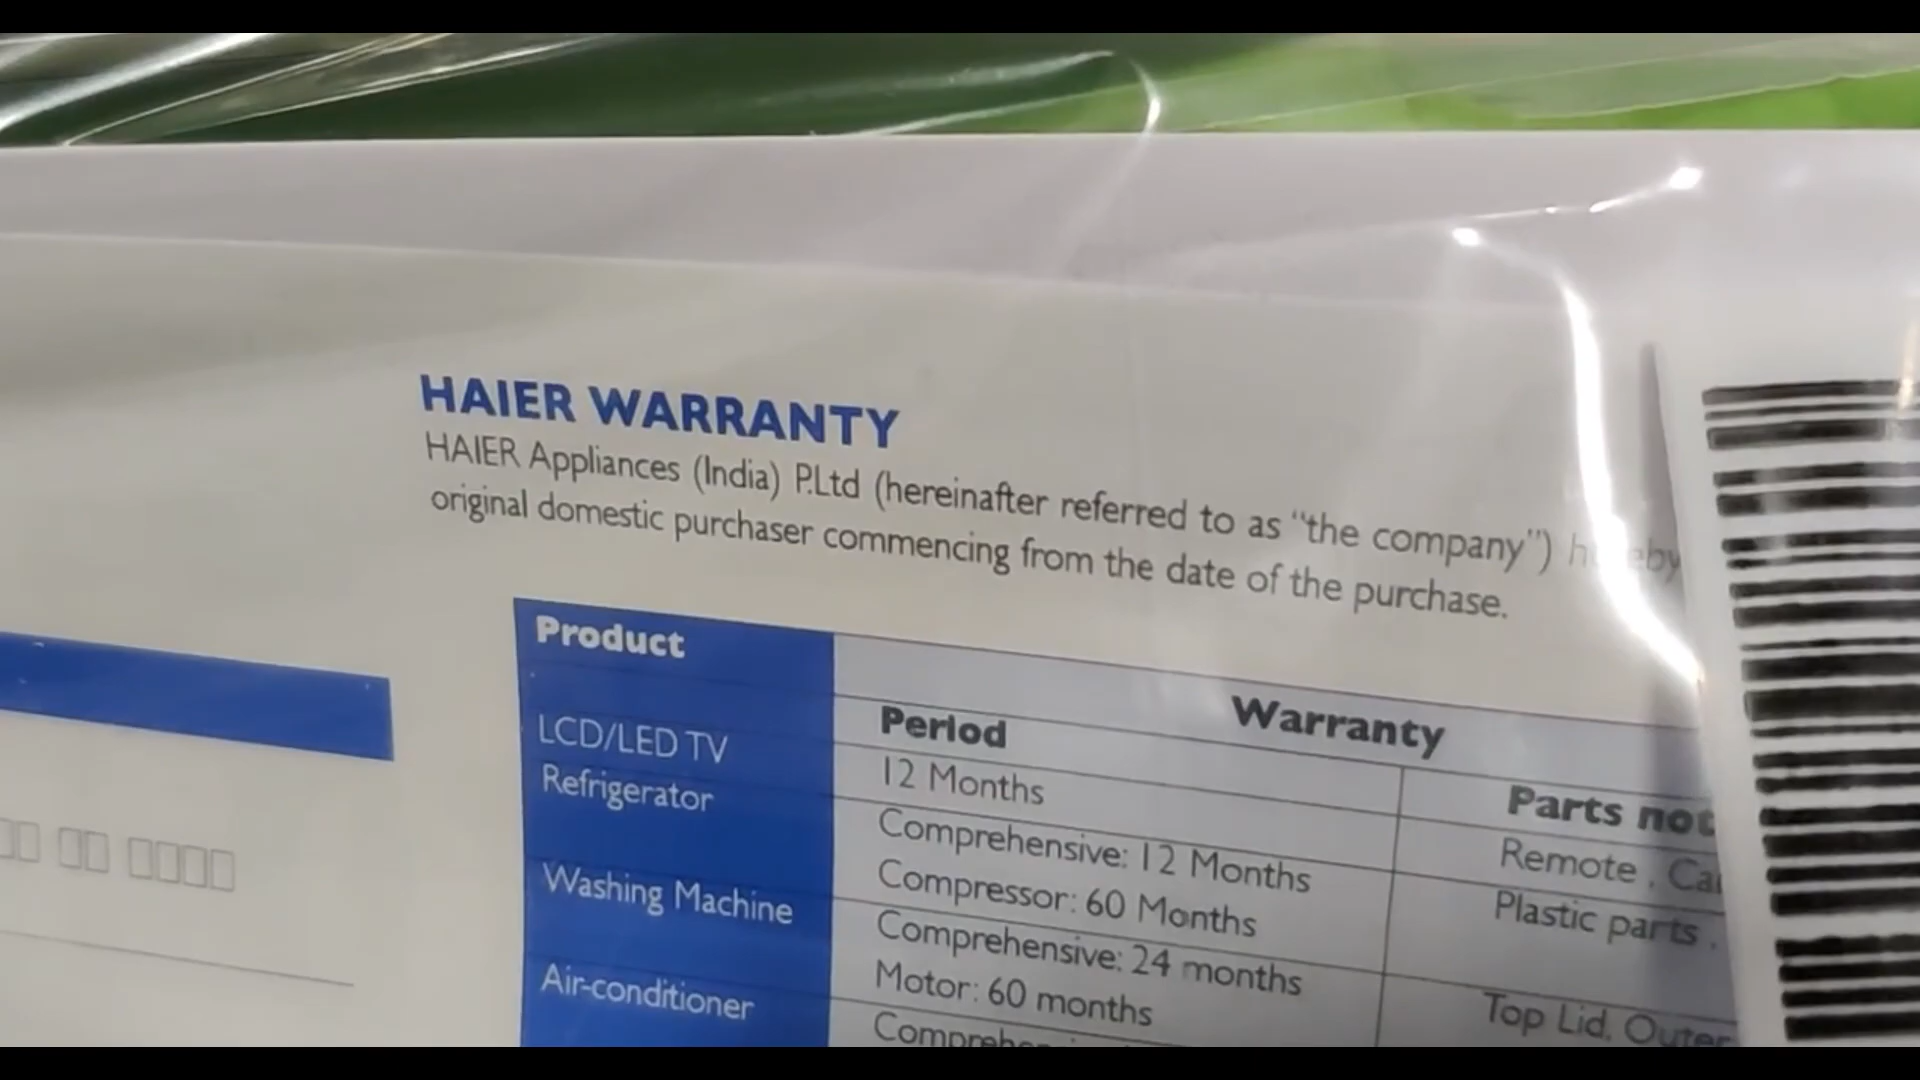 HAIER WARRANTY
HAIER Appliances (India) P.Ltd (hereinafter referred to as "the company") hereby
original domestic purchaser commencing from the date of the purchase.
Product
Warranty
Period
Parts not
LCD/LED TV
12 Months
Remote , 
Refrigerator
Comprehensive: 12 Months
Plastic parts ,
Compressor: 60 Months
Washing Machine
Comprehensive: 24 months
Top Lid, Outer
Motor: 60 months
Air-conditioner